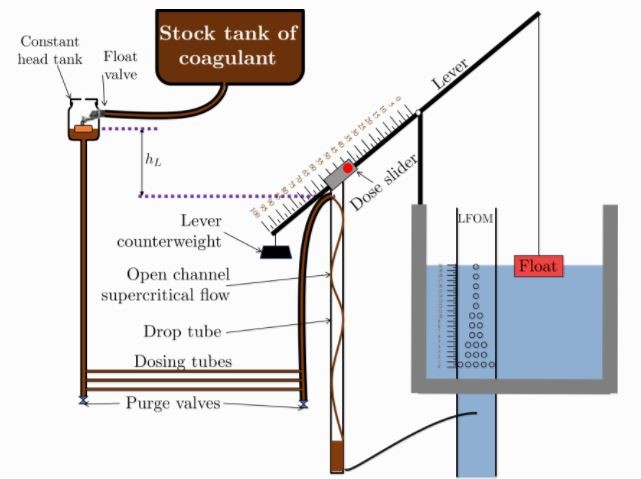 Stock tank of
coagulant
Constant
head tank
Float
valve
Lever
h_L
Dose slider
LFOM
Lever
counterweight
Float
Open channel
supercritical flow
Drop tube
Dosing tubes
Purge valves